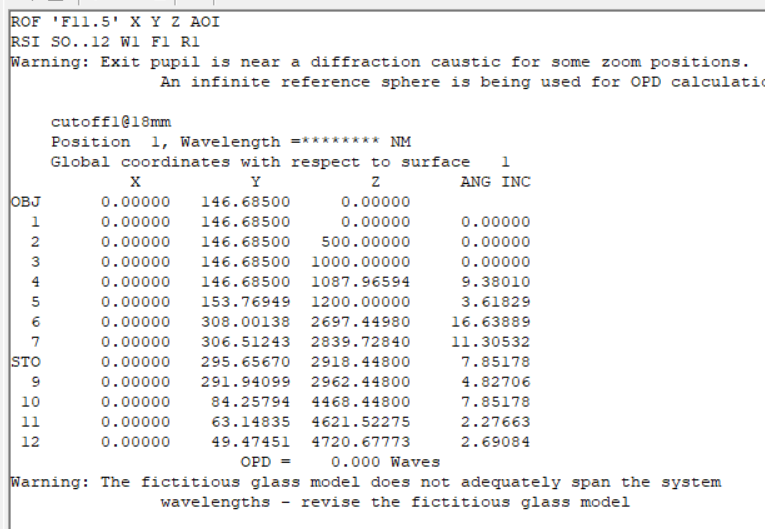 ROF 'F11.5' X Y Z AOI
RSI SO..12 W1 F1 R1
Warning: Exit pupil is near a diffraction caustic for some zoom positions.
An infinite reference sphere is being used for OPD calculatio
cutoff1@18mm
Position 1, Wavelength =******** NM
Global coordinates with respect to surface 1
X Y Z ANG INC
OBJ 0.00000 146.68500 0.00000
1 0.00000 146.68500 0.00000 0.00000
2 0.00000 146.68500 500.00000 0.00000
3 0.00000 146.68500 1000.00000 0.00000
4 0.00000 146.68500 1087.96594 9.38010
5 0.00000 153.76949 1200.00000 3.61829
6 0.00000 308.00138 2697.44980 16.63889
7 0.00000 306.51243 2839.72840 11.30532
STO 0.00000 295.65670 2918.44800 7.85178
9 0.00000 291.94099 2962.44800 4.82706
10 0.00000 84.25794 4468.44800 7.85178
11 0.00000 63.14835 4621.52275 2.27663
12 0.00000 49.47451 4720.67773 2.69084
OPD = 0.000 Waves
Warning: The fictitious glass model does not adequately span the system
wavelengths - revise the fictitious glass model